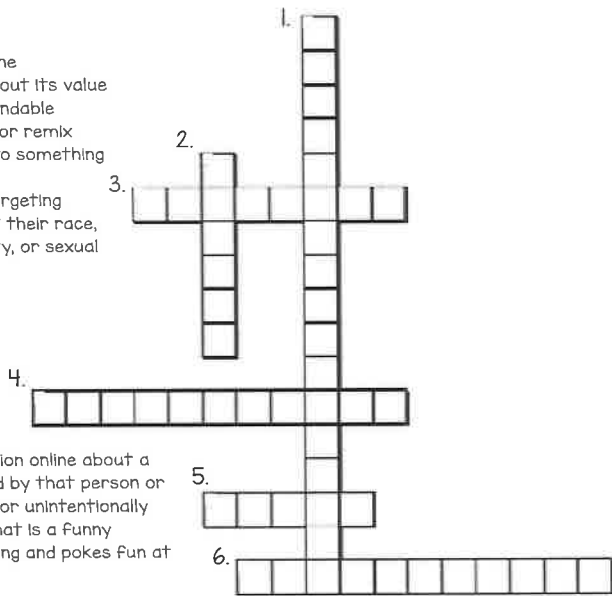 1.
ne
out its value
ndable
or remix
o something
2.
3.
rgeting
their race,
y, or sexual
4.
ion online about a
d by that person or
or unintentionally
hat is a funny
ng and pokes fun at
5.
6.